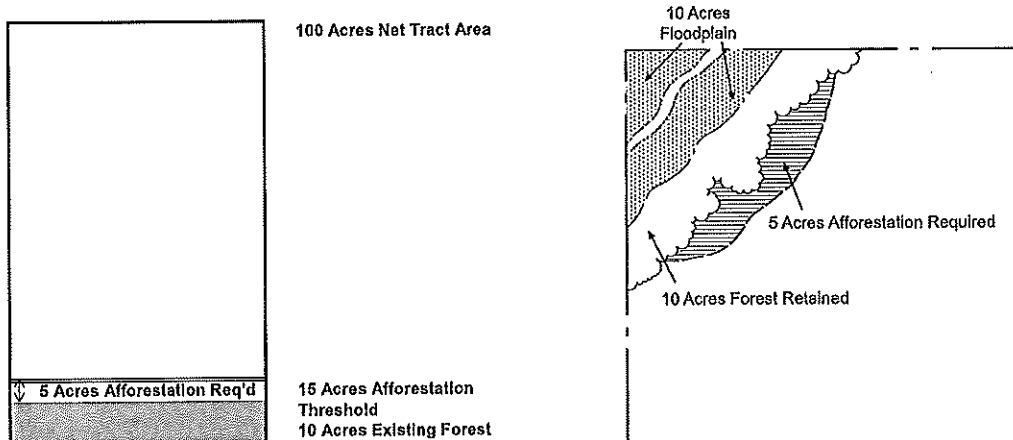 100 Acres Net Tract Area
5 Acres Afforestation Req'd
15 Acres Afforestation
Threshold
10 Acres Existing Forest
10 Acres
Floodplain
5 Acres Afforestation Required
10 Acres Forest Retained